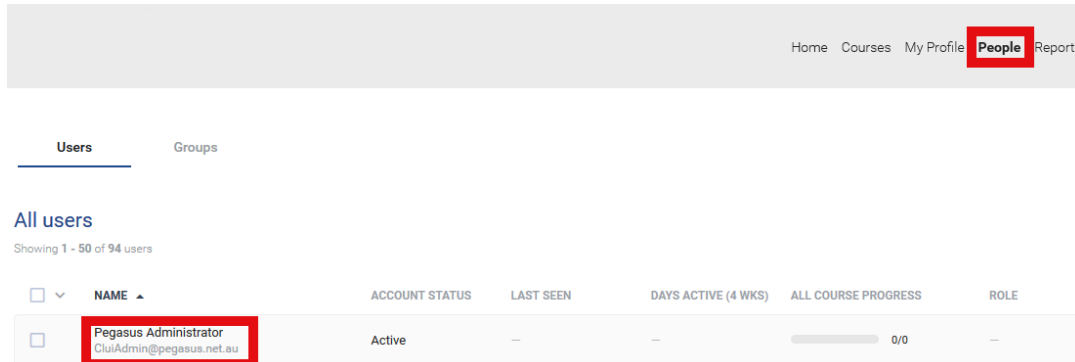 Home Courses My Profile People Report
Users Groups
All users
Showing 1 - 50 of 94 users
NAME ACCOUNT STATUS LAST SEEN DAYS ACTIVE (4 WKS) ALL COURSE PROGRESS ROLE
Pegasus Administrator
CluiAdmin@pegasus.net.au
Active — — 0/0 —